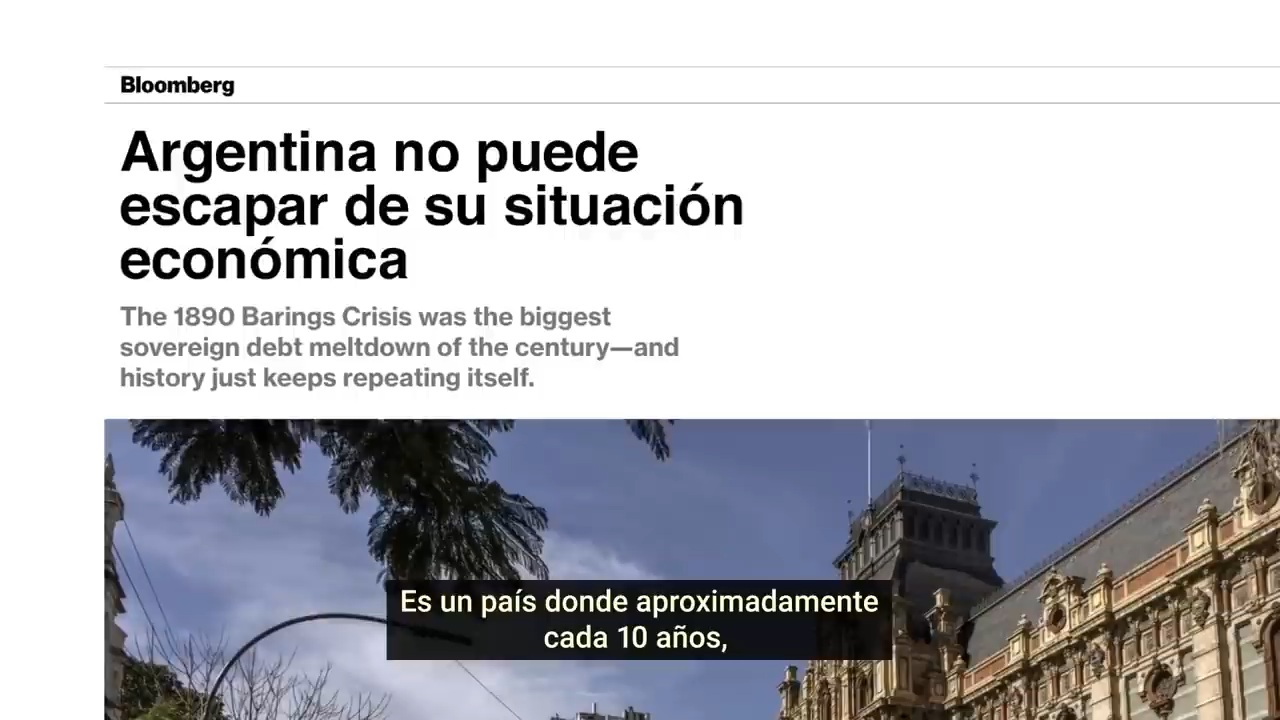 Bloomberg
Argentina no puede
escapar de su situación
económica
The 1890 Barings Crisis was the biggest
sovereign debt meltdown of the century—and
history just keeps repeating itself.
Es un país donde aproximadamente
cada 10 años,